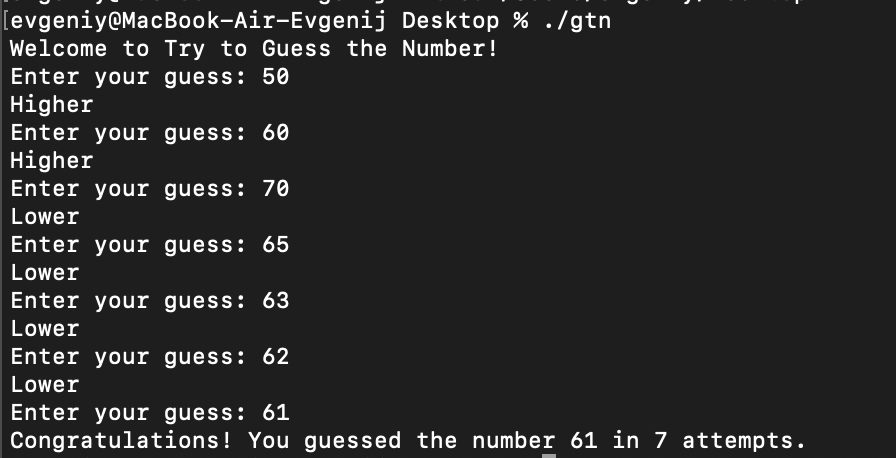 [evgeniy@MacBook-Air-Evgenij Desktop % ./gtn
Welcome to Try to Guess the Number!
Enter your guess: 50
Higher
Enter your guess: 60
Higher
Enter your guess: 70
Lower
Enter your guess: 65
Lower
Enter your guess: 63
Lower
Enter your guess: 62
Lower
Enter your guess: 61
Congratulations! You guessed the number 61 in 7 attempts.